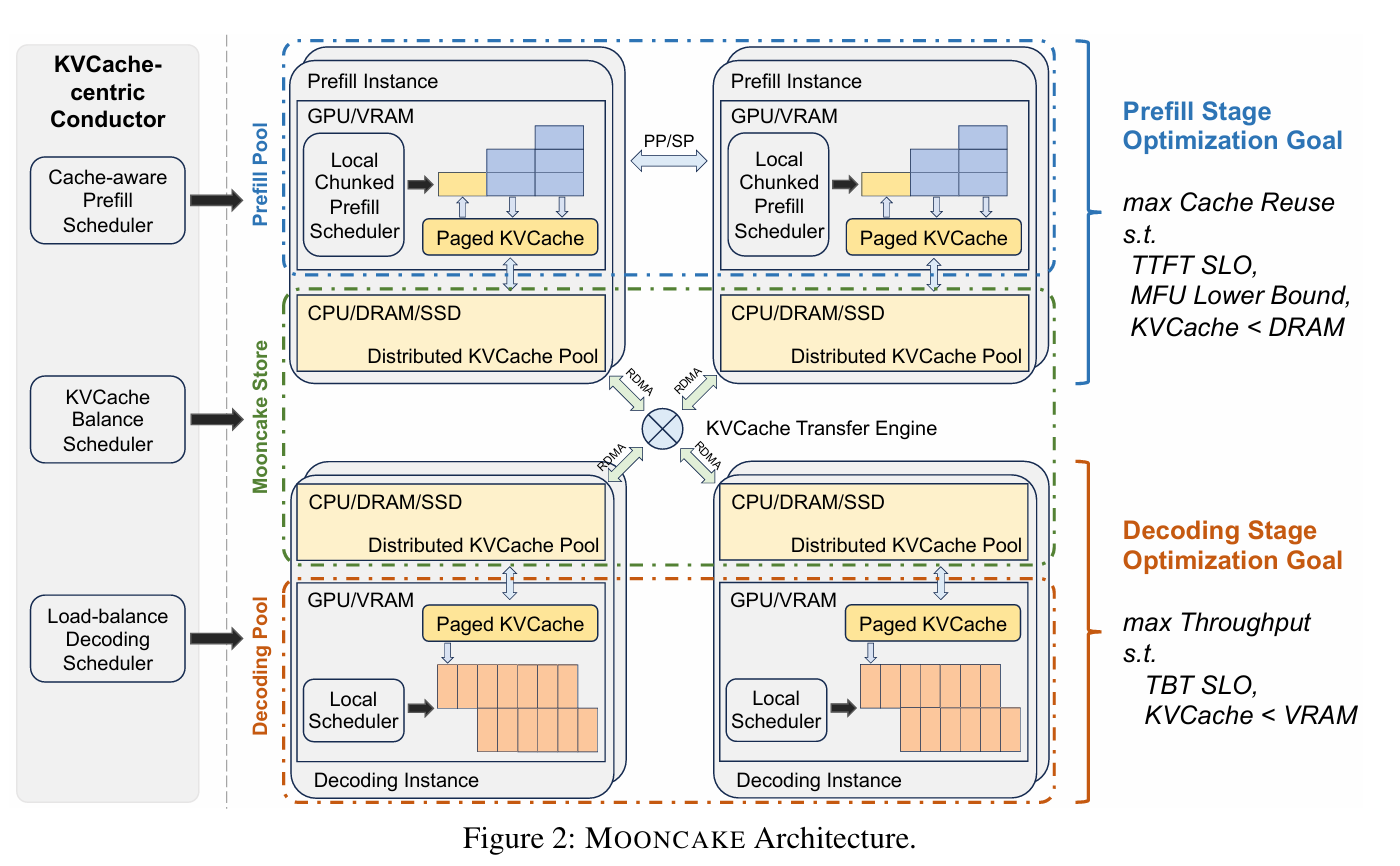 KVCache-
centric
Conductor
Cache-aware
Prefill
Scheduler
KVCache
Balance
Scheduler
Load-balance
Decoding
Scheduler
Prefill Pool
Mooncake Store
Decoding Pool
Prefill Instance
GPU/VRAM
Local
Chunked
Prefill
Scheduler
Paged KVCache
CPU/DRAM/SSD
Distributed KVCache Pool
PP/SP
Prefill Instance
GPU/VRAM
Local
Chunked
Prefill
Scheduler
Paged KVCache
CPU/DRAM/SSD
Distributed KVCache Pool
RDMA
RDMA
KVCache Transfer Engine
RDMA
RDMA
CPU/DRAM/SSD
Distributed KVCache Pool
GPU/VRAM
Paged KVCache
Local
Scheduler
Decoding Instance
CPU/DRAM/SSD
Distributed KVCache Pool
GPU/VRAM
Paged KVCache
Local
Scheduler
Decoding Instance
Prefill Stage
Optimization Goal
max Cache Reuse
s.t.
TTFT SLO,
MFU Lower Bound,
KVCache < DRAM
Decoding Stage
Optimization Goal
max Throughput
s.t.
TBT SLO,
KVCache < VRAM
Figure 2: MOONCAKE Architecture.